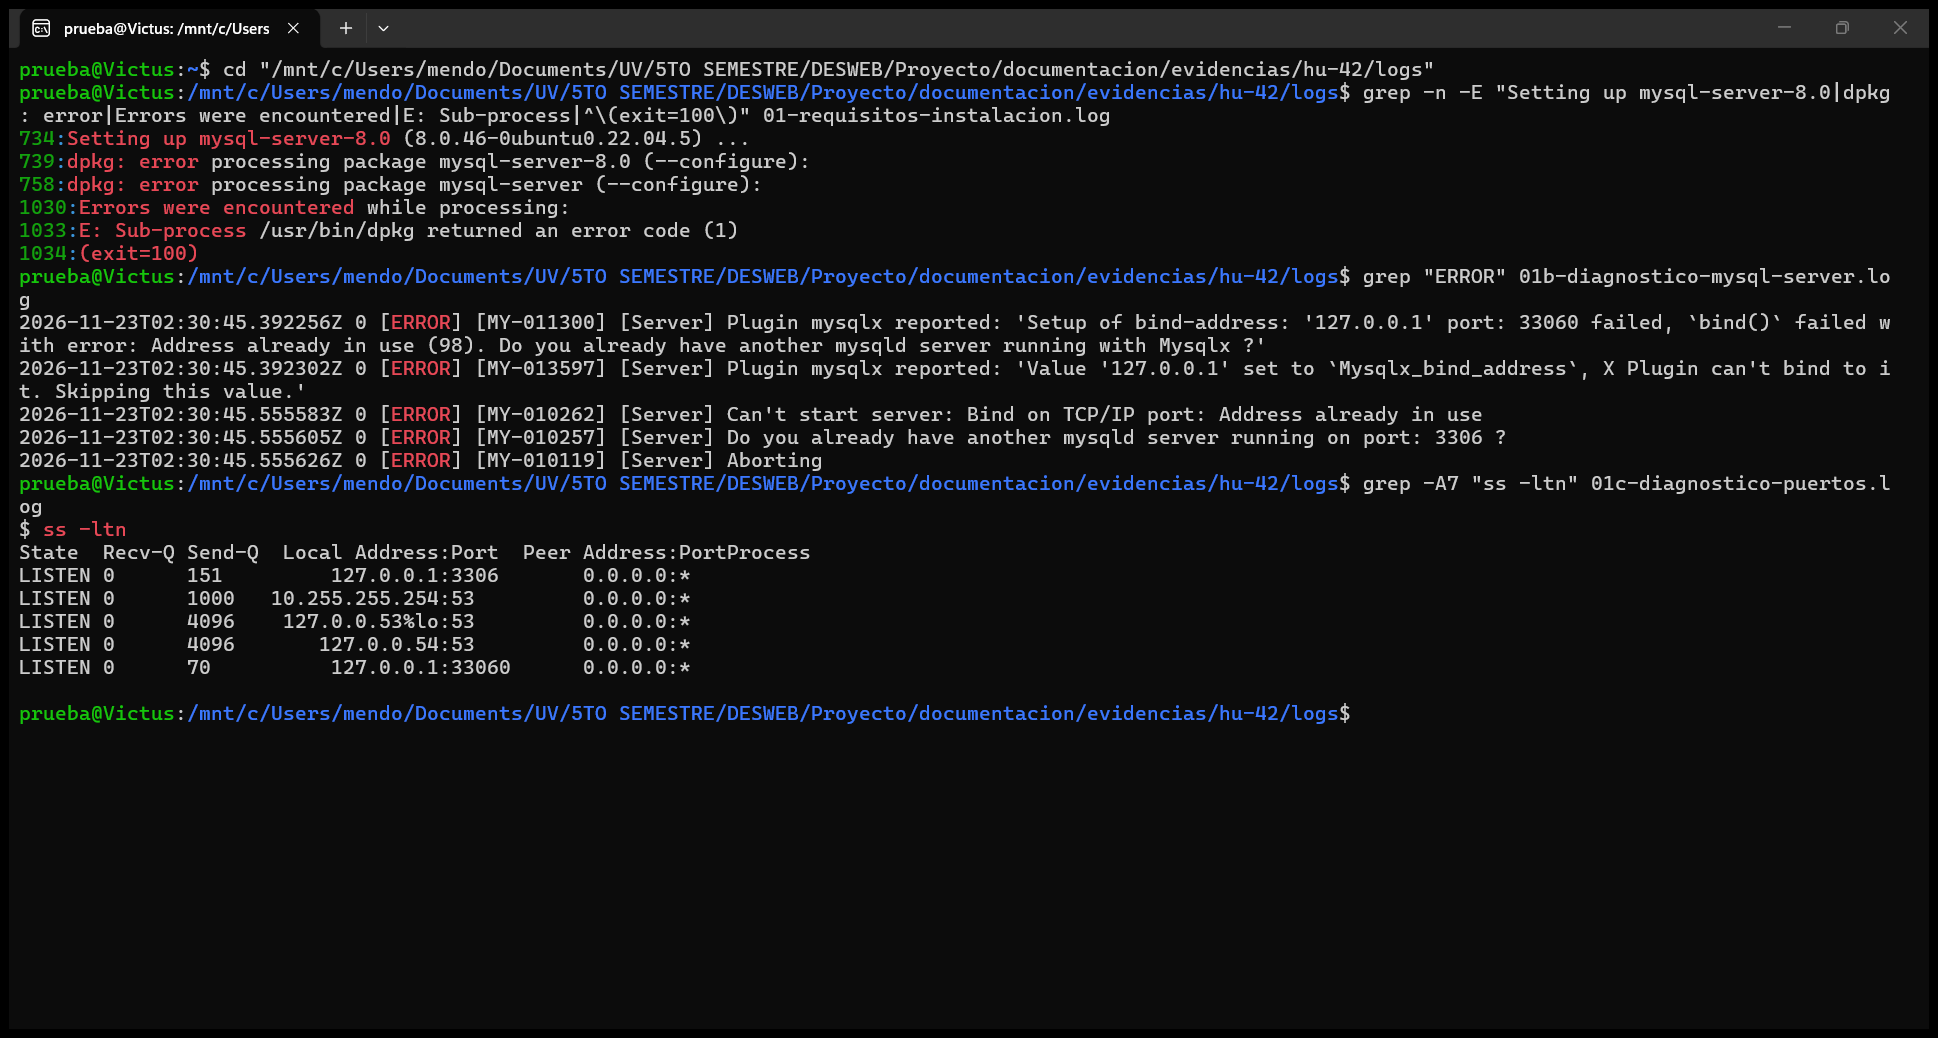 prueba@Victus: /mnt/c/Users
prueba@Victus:~$ cd "/mnt/c/Users/mendo/Documents/UV/5TO SEMESTRE/DESWEB/Proyecto/documentacion/evidencias/hu-42/logs"
prueba@Victus:/mnt/c/Users/mendo/Documents/UV/5TO SEMESTRE/DESWEB/Proyecto/documentacion/evidencias/hu-42/logs$ grep -n -E "Setting up mysql-server-8.0|dpkg
: error|Errors were encountered|E: Sub-process|^\(exit=100\)" 01-requisitos-instalacion.log
734:Setting up mysql-server-8.0 (8.0.46-0ubuntu0.22.04.5) ...
739:dpkg: error processing package mysql-server-8.0 (--configure):
758:dpkg: error processing package mysql-server (--configure):
1030:Errors were encountered while processing:
1033:E: Sub-process /usr/bin/dpkg returned an error code (1)
1034:(exit=100)
prueba@Victus:/mnt/c/Users/mendo/Documents/UV/5TO SEMESTRE/DESWEB/Proyecto/documentacion/evidencias/hu-42/logs$ grep "ERROR" 01b-diagnostico-mysql-server.lo
g
2026-11-23T02:30:45.392256Z 0 [ERROR] [MY-011300] [Server] Plugin mysqlx reported: 'Setup of bind-address: '127.0.0.1' port: 33060 failed, `bind()` failed w
ith error: Address already in use (98). Do you already have another mysqld server running with Mysqlx ?'
2026-11-23T02:30:45.392302Z 0 [ERROR] [MY-013597] [Server] Plugin mysqlx reported: 'Value '127.0.0.1' set to `Mysqlx_bind_address`, X Plugin can't bind to i
t. Skipping this value.'
2026-11-23T02:30:45.555583Z 0 [ERROR] [MY-010262] [Server] Can't start server: Bind on TCP/IP port: Address already in use
2026-11-23T02:30:45.555605Z 0 [ERROR] [MY-010257] [Server] Do you already have another mysqld server running on port: 3306 ?
2026-11-23T02:30:45.555626Z 0 [ERROR] [MY-010119] [Server] Aborting
prueba@Victus:/mnt/c/Users/mendo/Documents/UV/5TO SEMESTRE/DESWEB/Proyecto/documentacion/evidencias/hu-42/logs$ grep -A7 "ss -ltn" 01c-diagnostico-puertos.l
og
$ ss -ltn
State  Recv-Q Send-Q  Local Address:Port  Peer Address:PortProcess
LISTEN 0      151         127.0.0.1:3306       0.0.0.0:*
LISTEN 0      1000   10.255.255.254:53         0.0.0.0:*
LISTEN 0      4096    127.0.0.53%lo:53         0.0.0.0:*
LISTEN 0      4096       127.0.0.54:53         0.0.0.0:*
LISTEN 0      70          127.0.0.1:33060      0.0.0.0:*
prueba@Victus:/mnt/c/Users/mendo/Documents/UV/5TO SEMESTRE/DESWEB/Proyecto/documentacion/evidencias/hu-42/logs$